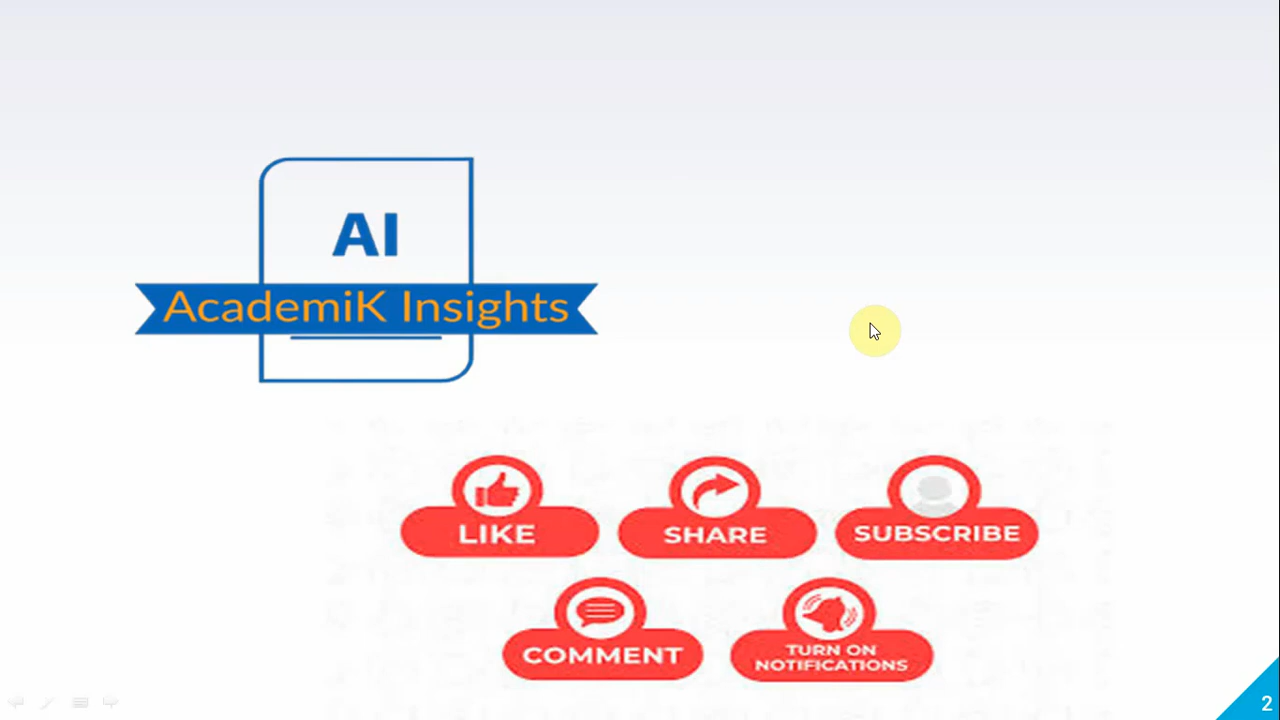 AI
AcademiK Insights
LIKE
SHARE
SUBSCRIBE
COMMENT
TURN ON
NOTIFICATIONS
2